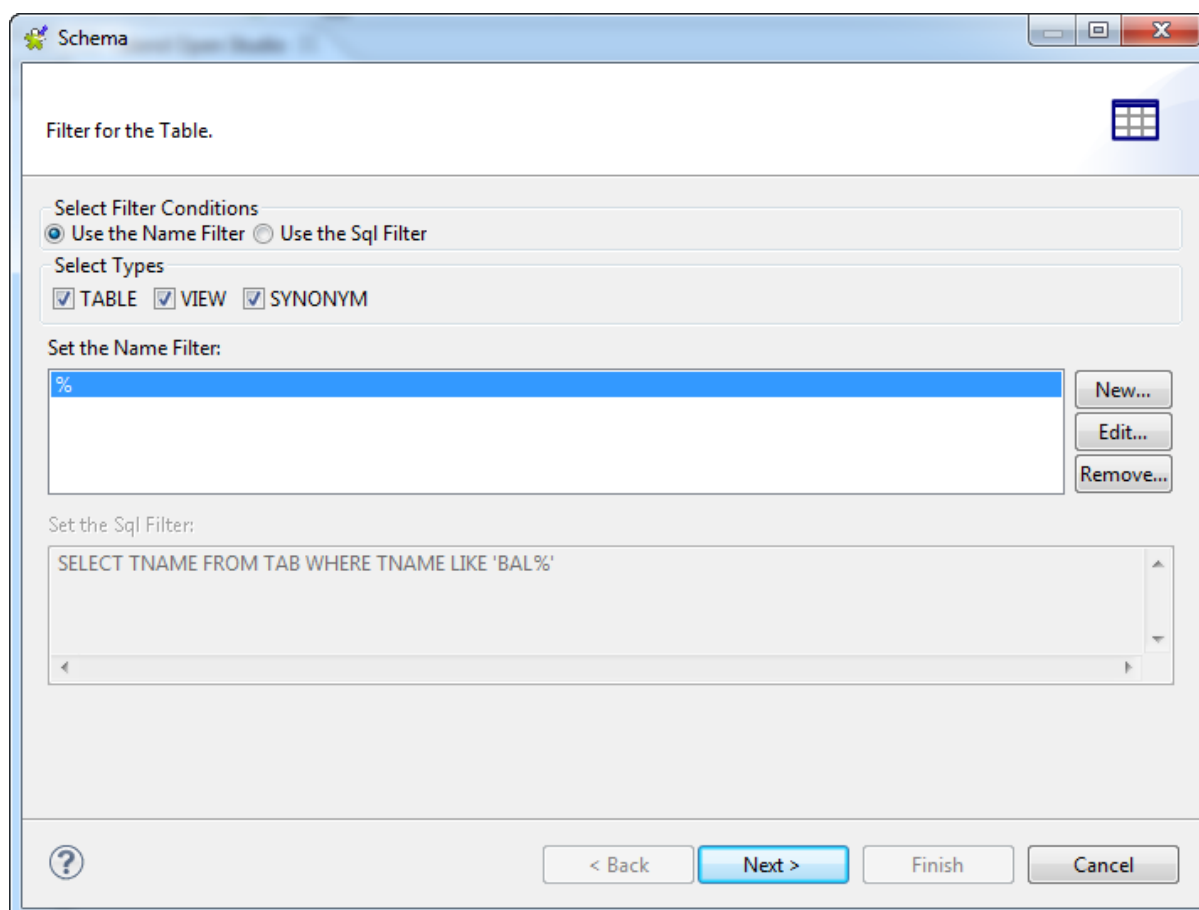 Schema
Filter for the Table.
Select Filter Conditions
Use the Name Filter Use the Sql Filter
Select Types
TABLE VIEW SYNONYM
Set the Name Filter:
%
New...
Edit...
Remove...
Set the Sql Filter:
SELECT TNAME FROM TAB WHERE TNAME LIKE 'BAL%'
< Back Next > Finish Cancel